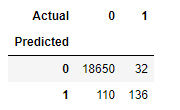 Actual 0 1
Predicted
0 18650 32
1 110 136